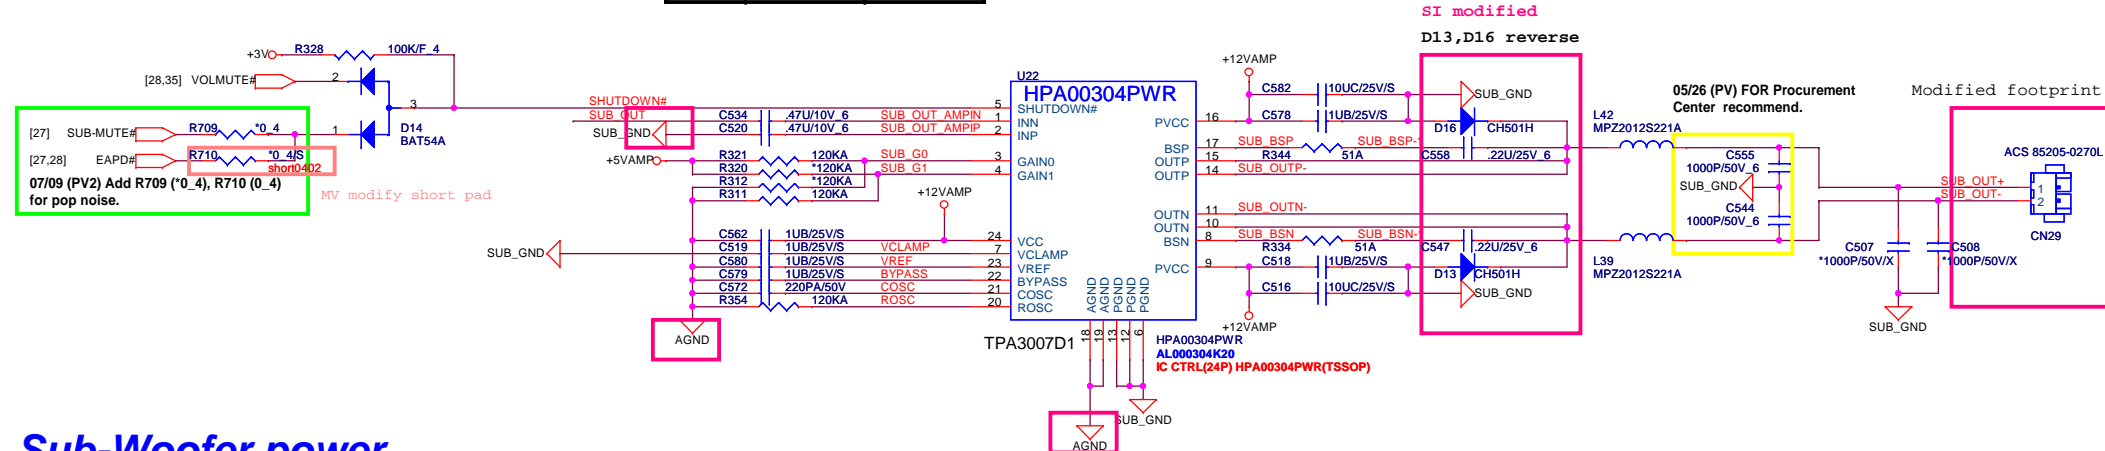 SI modified
D13,D16 reverse
+3V
R328
100K/F_4
[28,35] VOLMUTE#
2
3
1
D14
BAT54A
[27] SUB-MUTE#
R709
*0_4
[27,28] EAPD#
R710
*0_4/S
short0402
07/09 (PV2) Add R709 (*0_4), R710 (0_4)
for pop noise.
MV modify short pad
SHUTDOWN#
SUB_OUT
SUB_GND
C534
.47U/10V_6
SUB_OUT_AMPIN
C520
.47U/10V_6
SUB_OUT_AMPIP
+5VAMP
R321
120KA
SUB_G0
R320
*120KA
SUB_G1
R312
*120KA
R311
120KA
+12VAMP
SUB_GND
C562
1UB/25V/S
C519
1UB/25V/S
VCLAMP
C580
1UB/25V/S
VREF
C579
1UB/25V/S
BYPASS
C572
220PA/50V
COSC
R354
120KA
ROSC
AGND
U22
HPA00304PWR
5
SHUTDOWN#
1
INN
2
INP
3
GAIN0
4
GAIN1
24
VCC
7
VCLAMP
23
VREF
22
BYPASS
21
COSC
20
ROSC
PVCC
16
BSP
17
OUTP
15
OUTP
14
OUTN
11
OUTN
10
BSN
8
PVCC
9
AGND
AGND
PGND
PGND
PGND
18
19
13
12
6
TPA3007D1
HPA00304PWR
AL000304K20
IC CTRL(24P) HPA00304PWR(TSSOP)
AGND
SUB_GND
+12VAMP
C582
10UC/25V/S
SUB_GND
C578
1UB/25V/S
D16
CH501H
SUB_BSP
R344
51A
SUB_BSP-
C558
.22U/25V_6
SUB_OUTP-
SUB_OUTN-
SUB_BSN
R334
51A
SUB_BSN-
C547
.22U/25V_6
C518
1UB/25V/S
D13
CH501H
C516
10UC/25V/S
SUB_GND
+12VAMP
L42
MPZ2012S221A
L39
MPZ2012S221A
05/26 (PV) FOR Procurement
Center recommend.
C555
1000P/50V_6
SUB_GND
C544
1000P/50V_6
Modified footprint
ACS 85205-0270L
SUB_OUT+
SUB_OUT-
1
2
CN29
C507
*1000P/50V/X
C508
*1000P/50V/X
SUB_GND
Sub-Woofer power